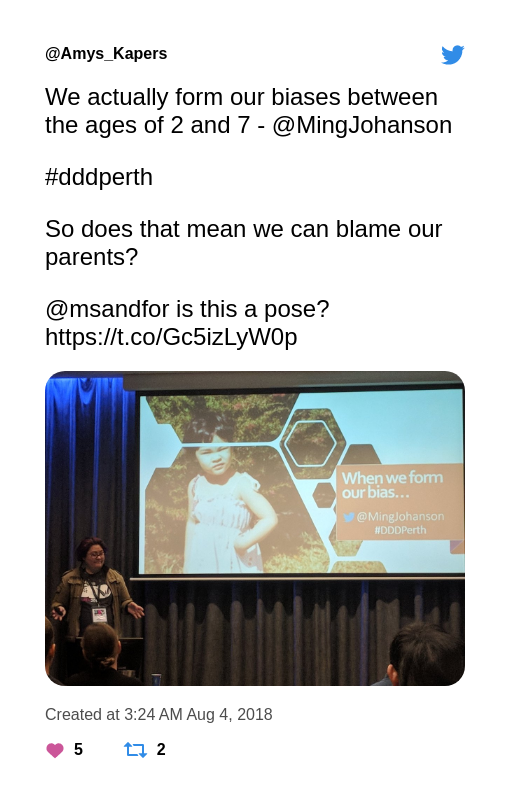 @Amys_Kapers
We actually form our biases between
the ages of 2 and 7 - @MingJohanson
#dddperth
So does that mean we can blame our
parents?
@msandfor is this a pose?
https://t.co/Gc5izLyW0p
When we form
our bias...
@MingJohanson
#DDDPerth
Created at 3:24 AM Aug 4, 2018
5
2